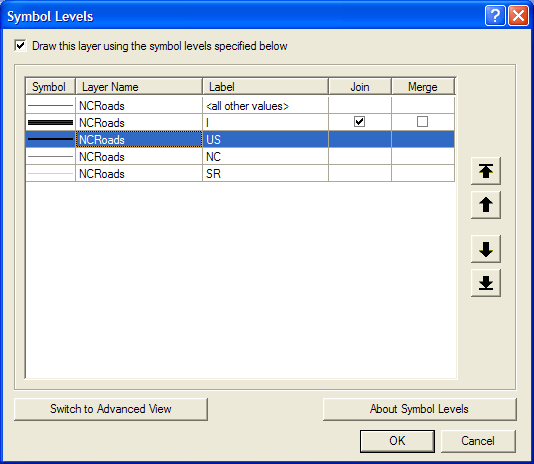 Symbol Levels
Draw this layer using the symbol levels specified below
Symbol Layer Name Label Join Merge
NCRoads <all other values>
NCRoads I
NCRoads US
NCRoads NC
NCRoads SR
Switch to Advanced View About Symbol Levels
OK Cancel